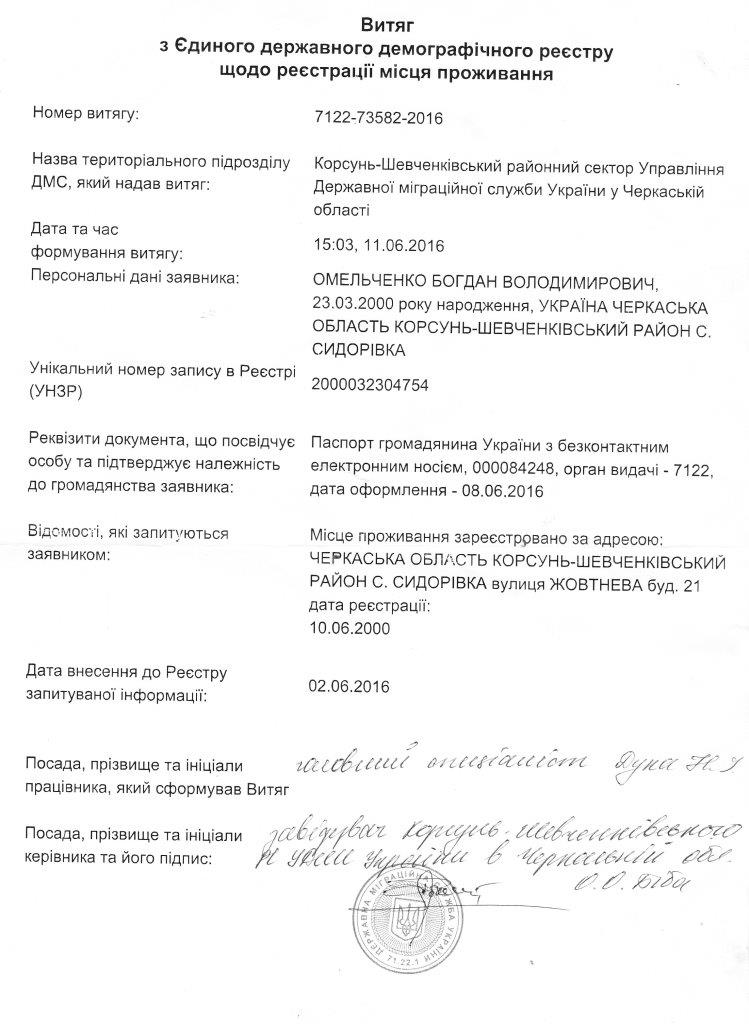 Витяг
з Єдиного державного демографічного реєстру
щодо реєстрації місця проживання
Номер витягу: 7122-73582-2016
Назва територіального підрозділу Корсунь-Шевченківський районний сектор Управління
ДМС, який надав витяг: Державної міграційної служби України у Черкаській
області
Дата та час
формування витягу: 15:03, 11.06.2016
Персональні дані заявника: ОМЕЛЬЧЕНКО БОГДАН ВОЛОДИМИРОВИЧ,
23.03.2000 року народження, УКРАЇНА ЧЕРКАСЬКА
ОБЛАСТЬ КОРСУНЬ-ШЕВЧЕНКІВСЬКИЙ РАЙОН С.
СИДОРІВКА
Унікальний номер запису в Реєстрі
(УНЗР) 2000032304754
Реквізити документа, що посвідчує Паспорт громадянина України з безконтактним
особу та підтверджує належність електронним носієм, 000084248, орган видачі - 7122,
до громадянства заявника: дата оформлення - 08.06.2016
Відомості, які запитуються Місце проживання зареєстровано за адресою:
заявником: ЧЕРКАСЬКА ОБЛАСТЬ КОРСУНЬ-ШЕВЧЕНКІВСЬКИЙ
РАЙОН С. СИДОРІВКА вулиця ЖОВТНЕВА буд. 21
дата реєстрації:
10.06.2000
Дата внесення до Реєстру
запитуваної інформації: 02.06.2016
Посада, прізвище та ініціали головний спеціаліст Дука Н.
працівника, який сформував Витяг
Посада, прізвище та ініціали завідувач Корсунь-Шевченківського
керівника та його підпис: України в Черкаській обл.
О.О. Біба
ДЕРЖАВНА МІГРАЦІЙНА СЛУЖБА УКРАЇНИ
71.22.1